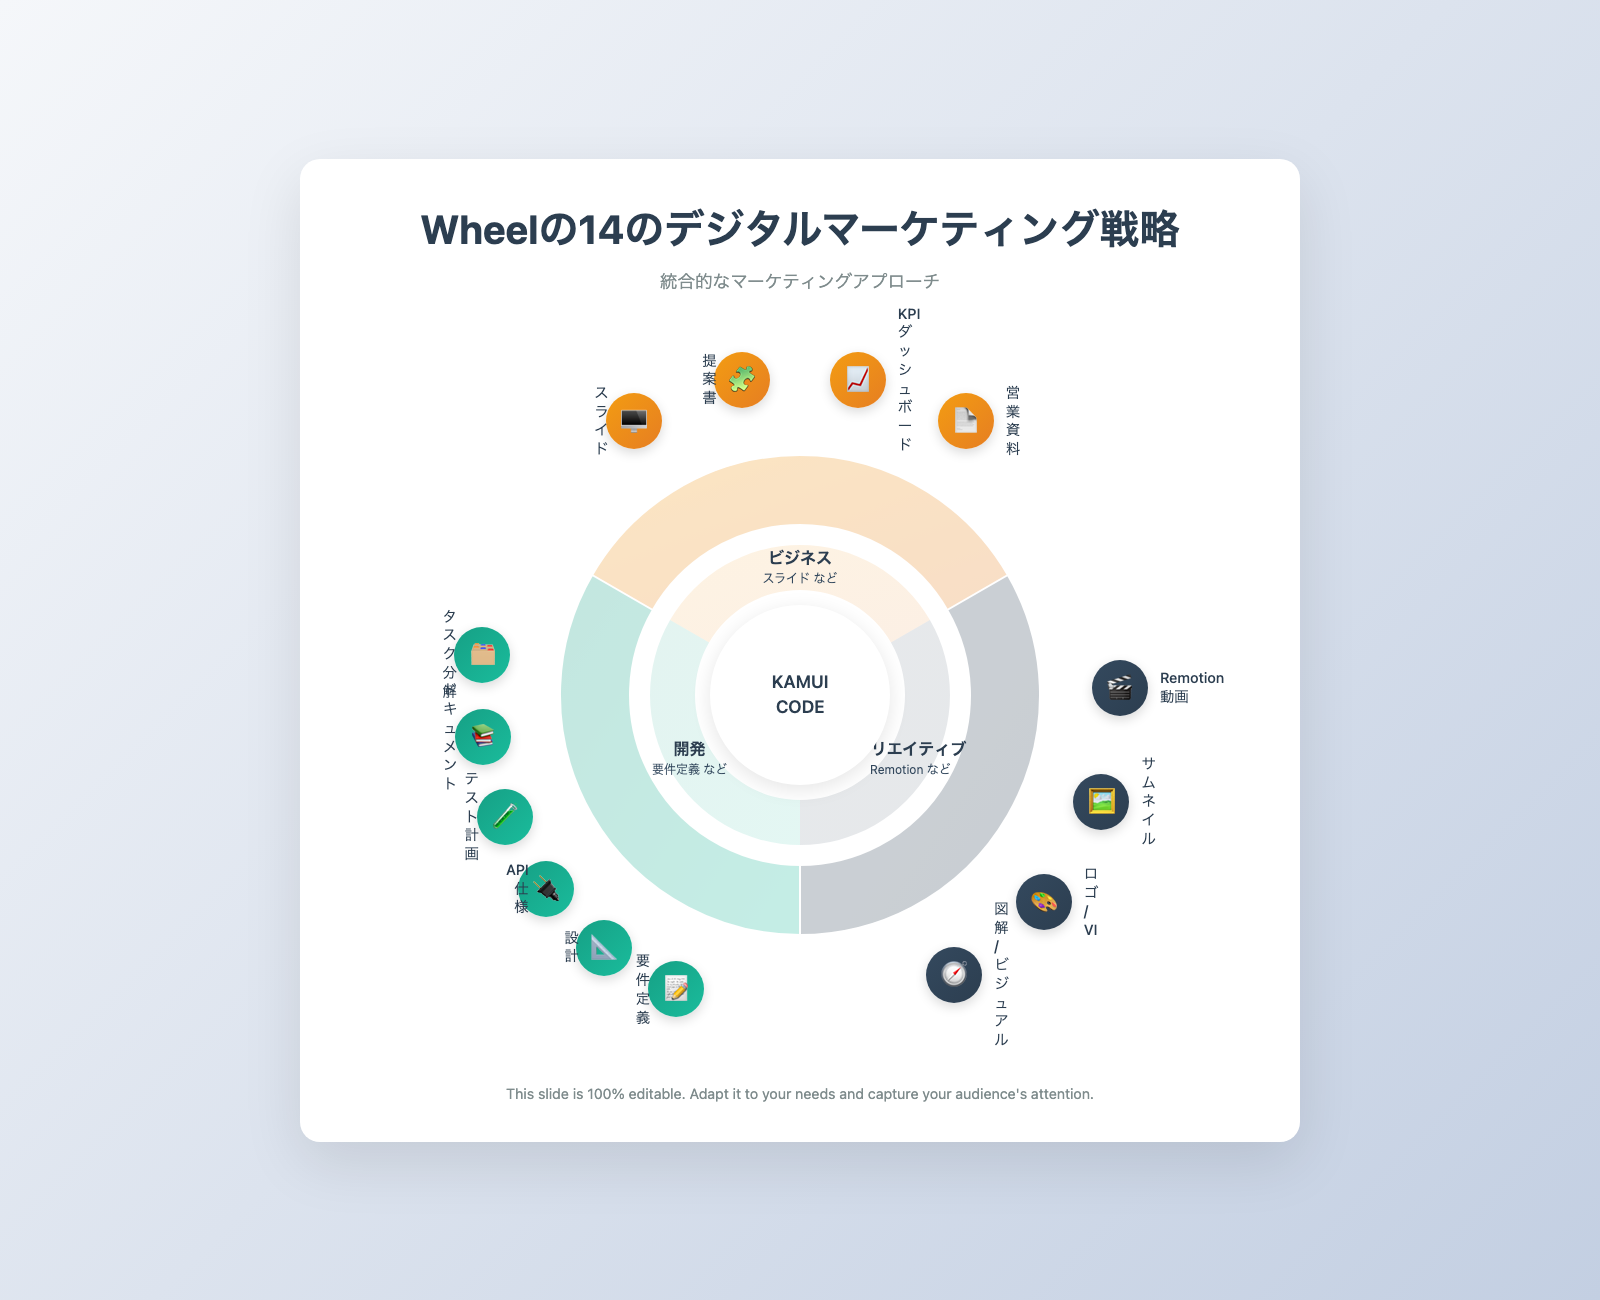 Wheelの14のデジタルマーケティング戦略
統合的なマーケティングアプローチ
スライド
提案書
KPIダッシュボード
営業資料
ビジネス
スライド など
KAMUI
CODE
開発
要件定義 など
リエイティブ
Remotion など
タスク分解
ドキュメント
テスト計画
API仕様
設計
要件定義
Remotion
動画
サムネイル
ロゴ/VI
図解/ビジュアル
This slide is 100% editable. Adapt it to your needs and capture your audience's attention.